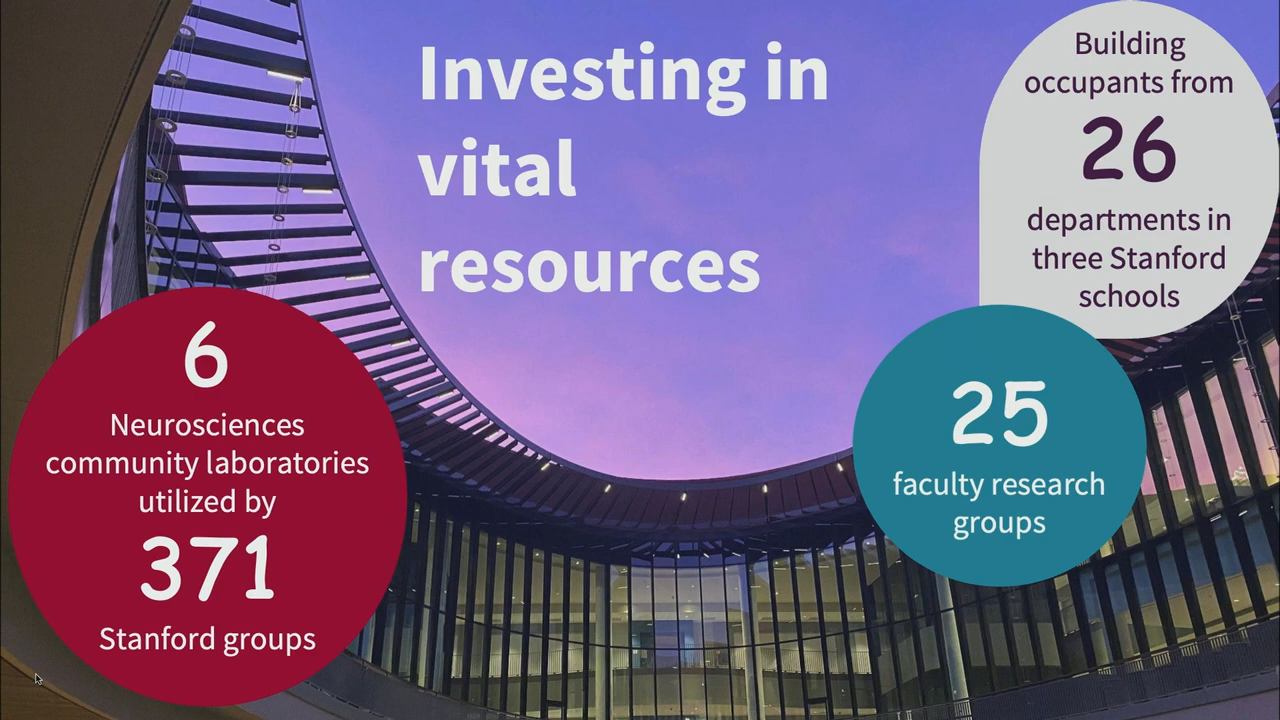 Investing in
vital
resources
Building
occupants from
26
departments in
three Stanford
schools
6
Neurosciences
community laboratories
utilized by
371
Stanford groups
25
faculty research
groups